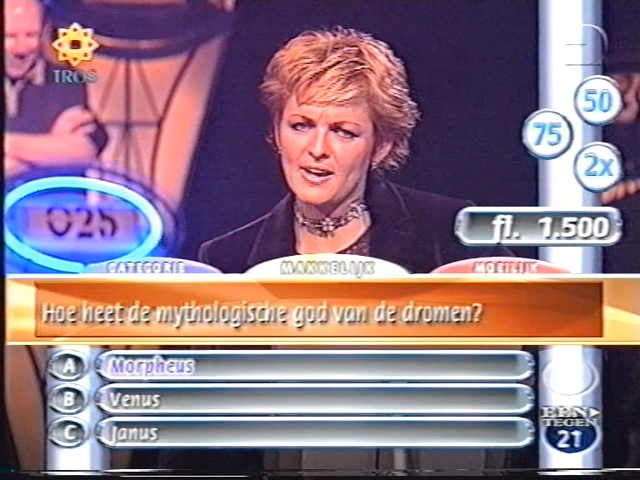 TROS
50
75
2x
025
fl. 1.500
CATEGORIE
MAKKELIJK
MOEILIJK
Hoe heet de mythologische god van de dromen?
A Morpheus
B Venus
C Janus
EEN
TEGEN
21